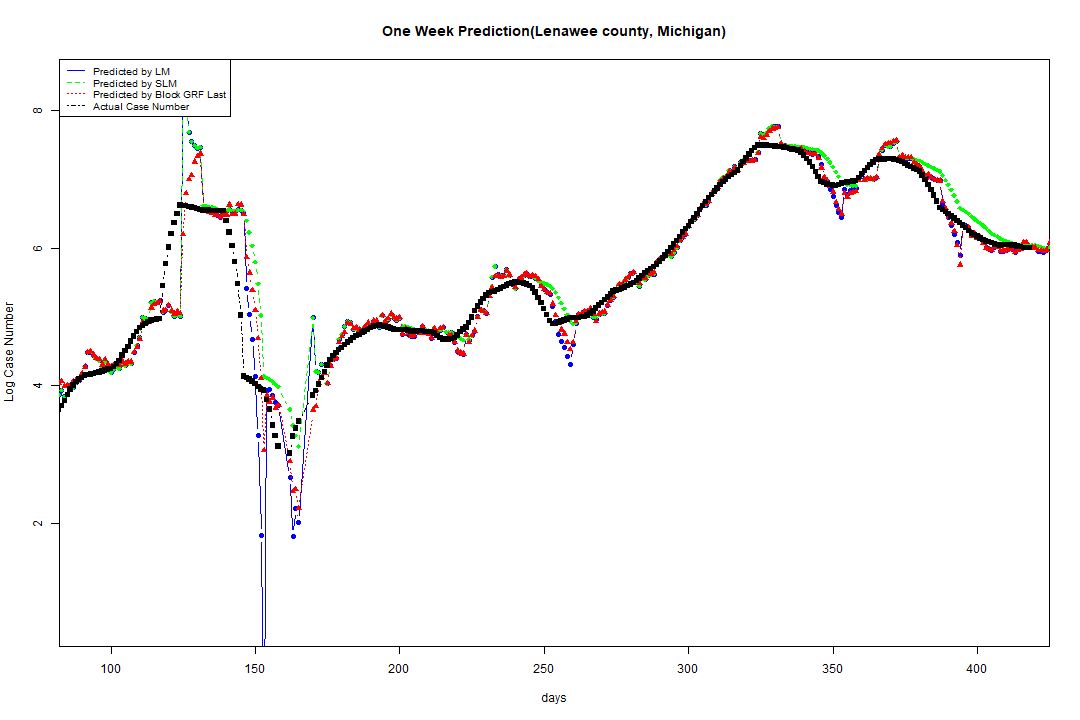 One Week Prediction(Lenawee county, Michigan)
Predicted by LM
Predicted by SLM
Predicted by Block GRF Last
Actual Case Number
8
6
4
2
Log Case Number
100 150 200 250 300 350 400
days